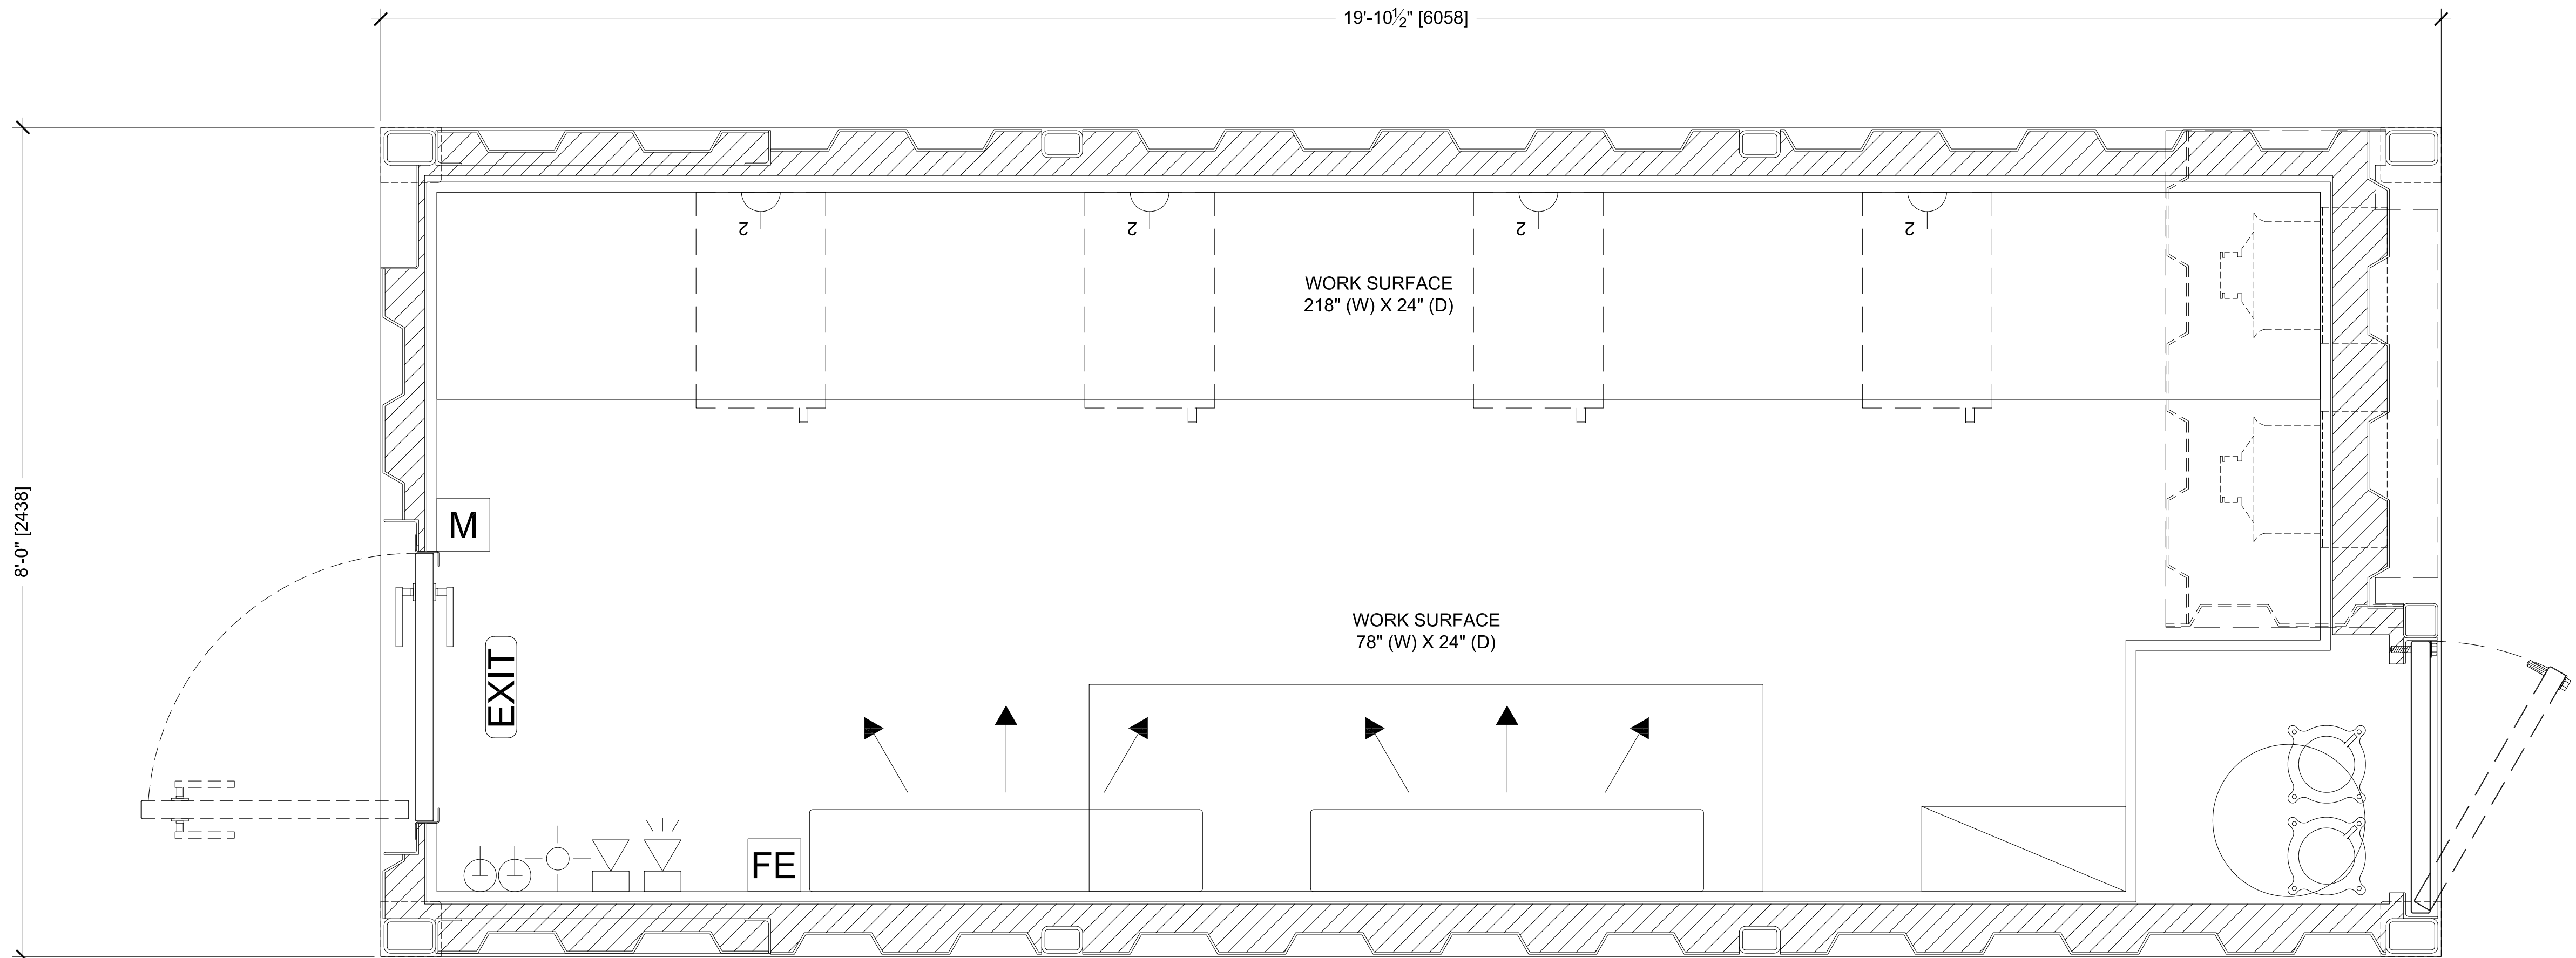 19'-10½" [6058]
8'-0" [2438]
2 2 2 2
WORK SURFACE
218" (W) X 24" (D)
M
WORK SURFACE
78" (W) X 24" (D)
EXIT
FE